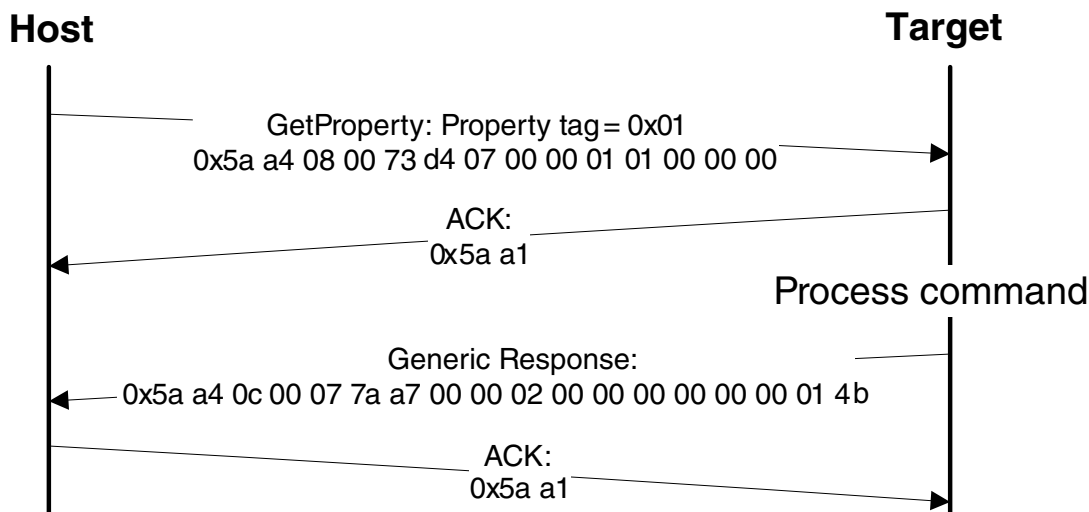 Host
Target
GetProperty: Property tag = 0x01
0x5a a4 08 00 73 d4 07 00 00 01 01 00 00 00
ACK:
0x5a a1
Process command
Generic Response:
0x5a a4 0c 00 07 7a a7 00 00 02 00 00 00 00 00 00 01 4b
ACK:
0x5a a1